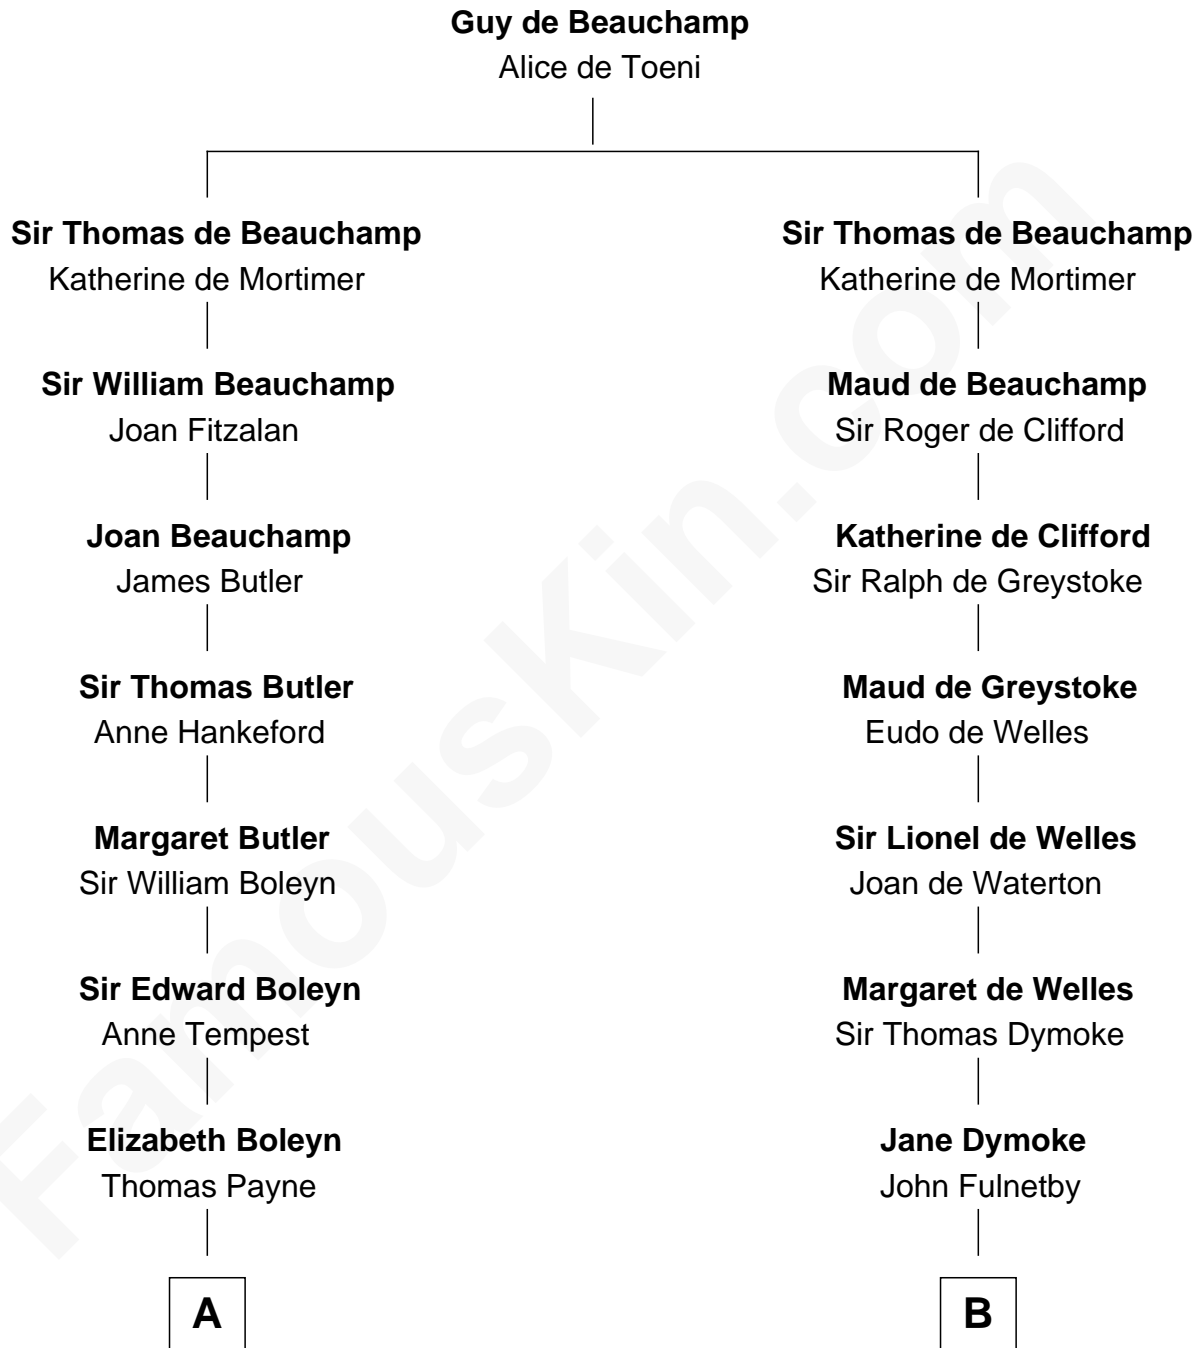 Guy de Beauchamp
Alice de Toeni
Sir Thomas de Beauchamp
Katherine de Mortimer
Sir William Beauchamp
Joan Fitzalan
Joan Beauchamp
James Butler
Sir Thomas Butler
Anne Hankeford
Margaret Butler
Sir William Boleyn
Sir Edward Boleyn
Anne Tempest
Elizabeth Boleyn
Thomas Payne
A
Sir Thomas de Beauchamp
Katherine de Mortimer
Maud de Beauchamp
Sir Roger de Clifford
Katherine de Clifford
Sir Ralph de Greystoke
Maud de Greystoke
Eudo de Welles
Sir Lionel de Welles
Joan de Waterton
Margaret de Welles
Sir Thomas Dymoke
Jane Dymoke
John Fulnetby
B
FamousKin.com